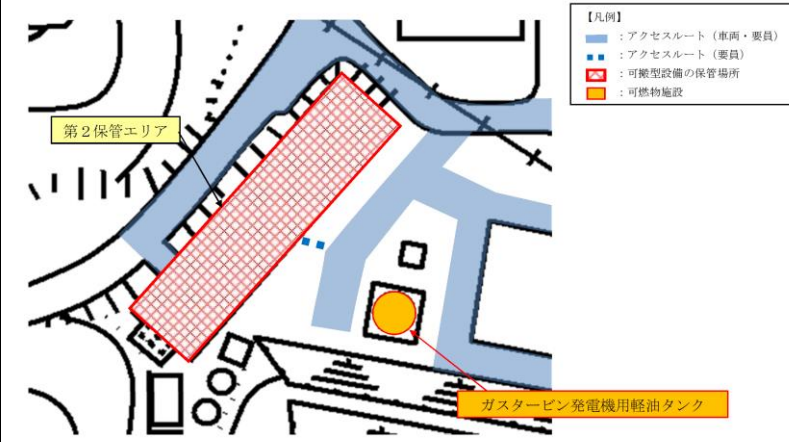 【凡例】
：アクセスルート（車両・要員）
：アクセスルート（要員）
：可搬型設備の保管場所
：可燃物施設
第２保管エリア
ガスタービン発電機用軽油タンク